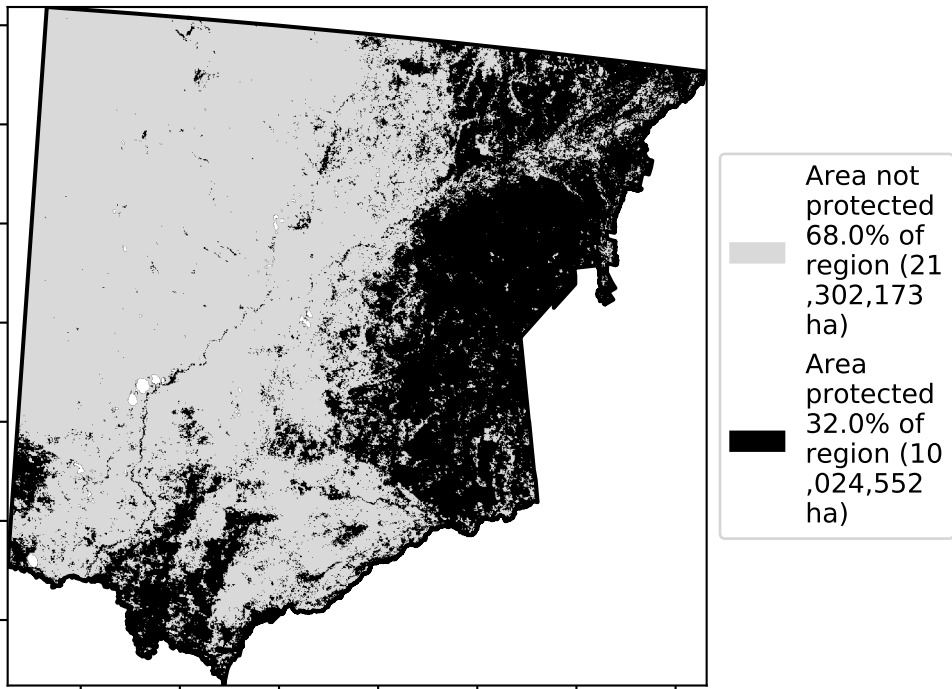 Area not
protected
68.0% of
region (21
,302,173
ha)
Area
protected
32.0% of
region (10
,024,552
ha)